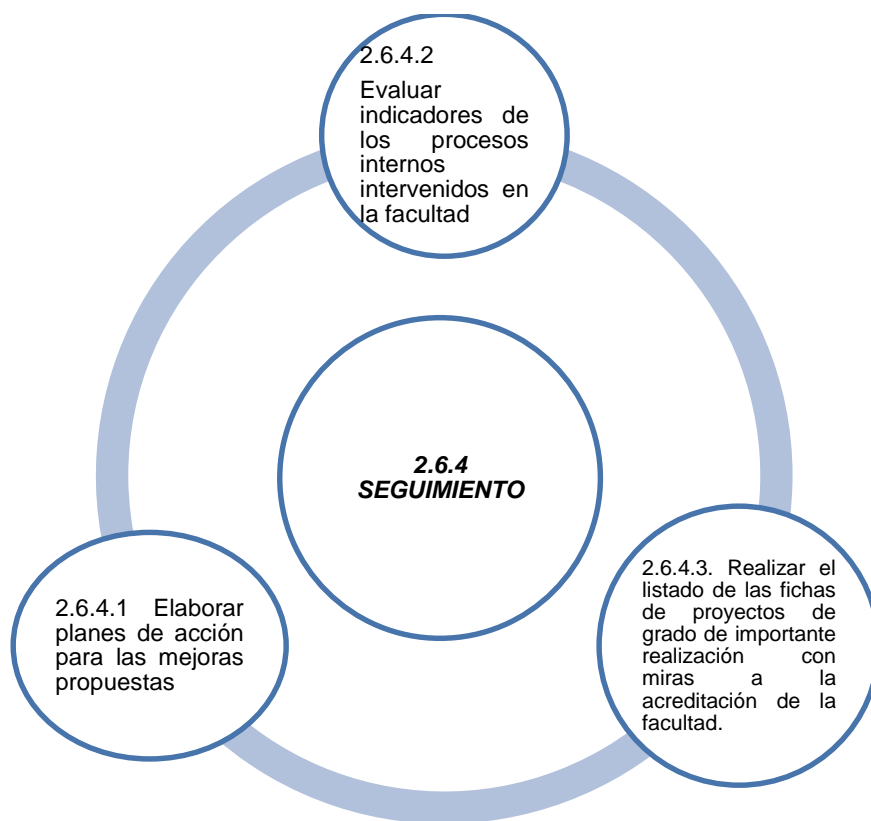 2.6.4.2
Evaluar
indicadores de
los procesos
internos
intervenidos en
la facultad
2.6.4
SEGUIMIENTO
2.6.4.1 Elaborar
planes de acción
para las mejoras
propuestas
2.6.4.3. Realizar el
listado de las fichas
de proyectos de
grado de importante
realización con
miras a la
acreditación de la
facultad.